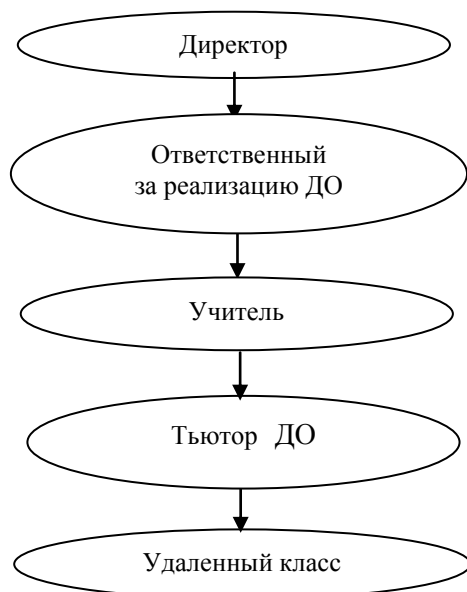 Директор
Ответственный
за реализацию ДО
Учитель
Тьютор ДО
Удаленный класс